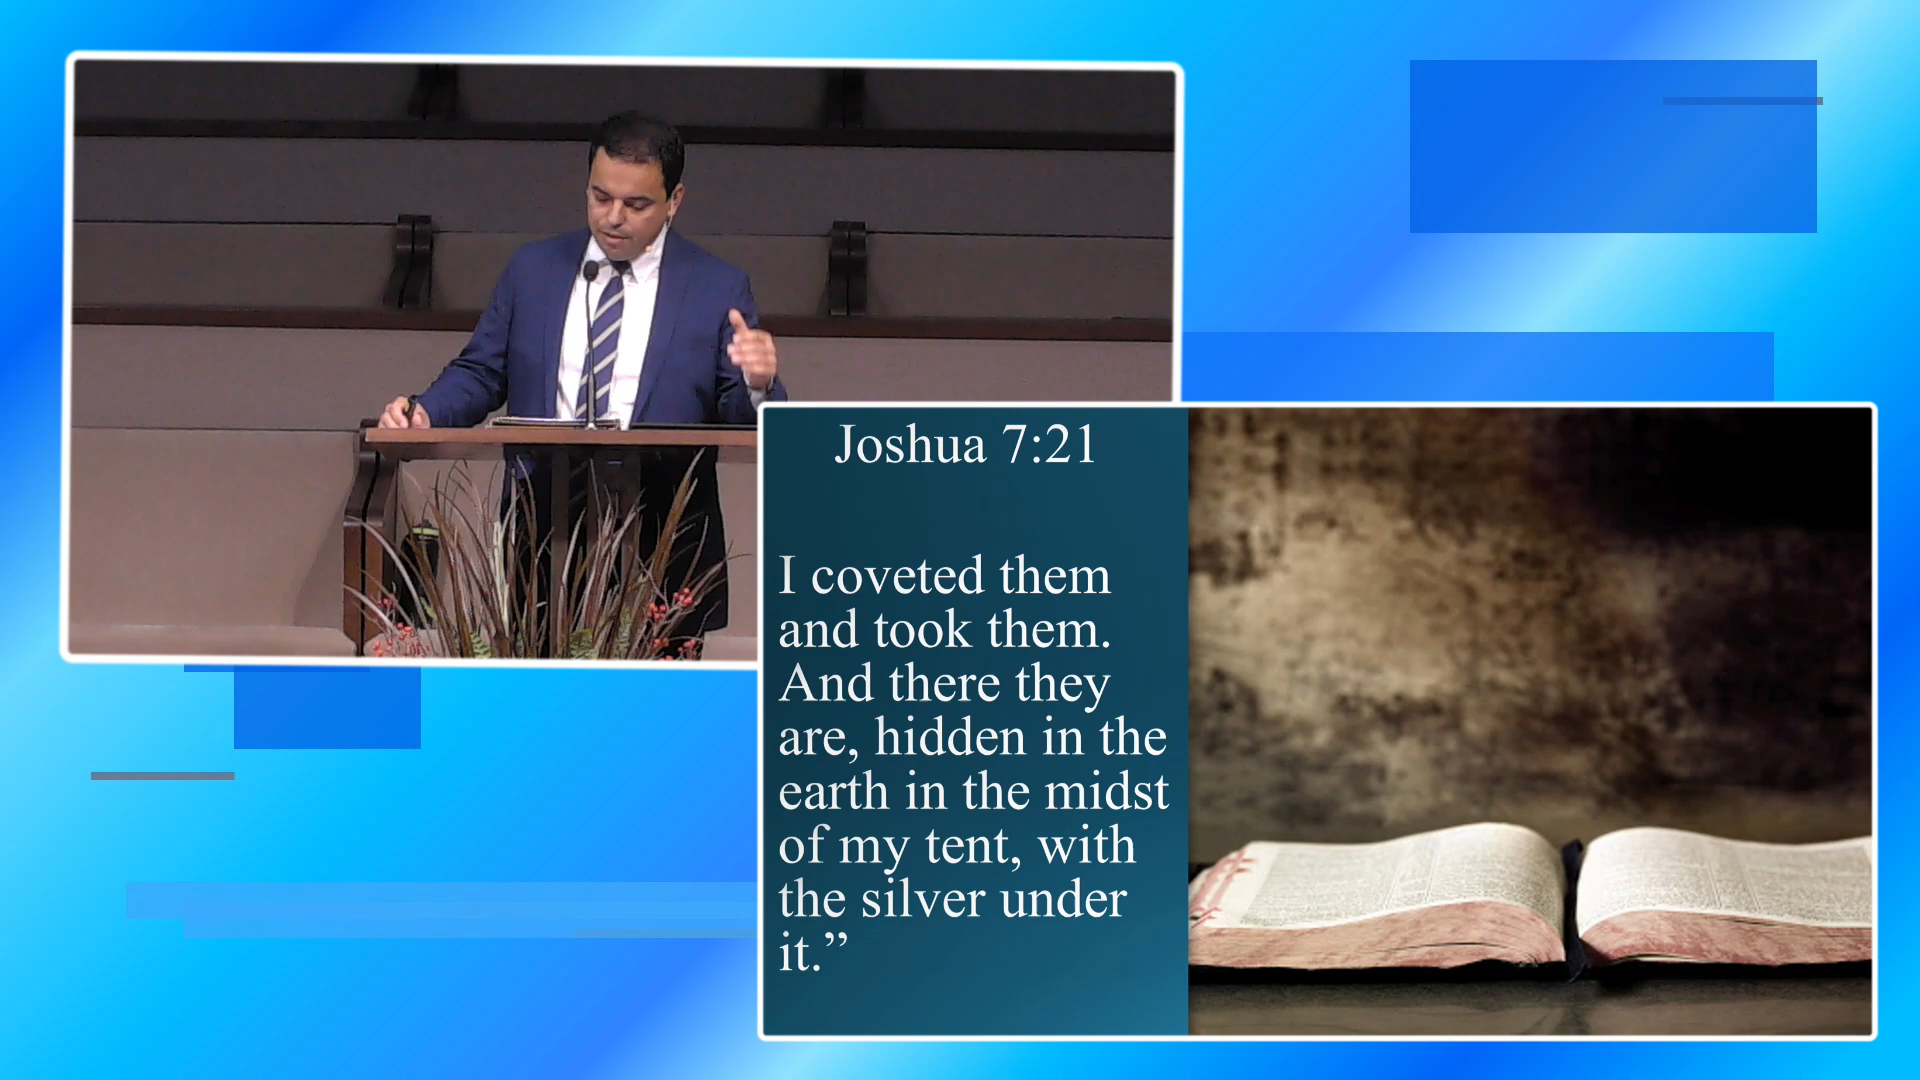 Joshua 7:21
I coveted them
and took them.
And there they
are, hidden in the
earth in the midst
of my tent, with
the silver under
it.”